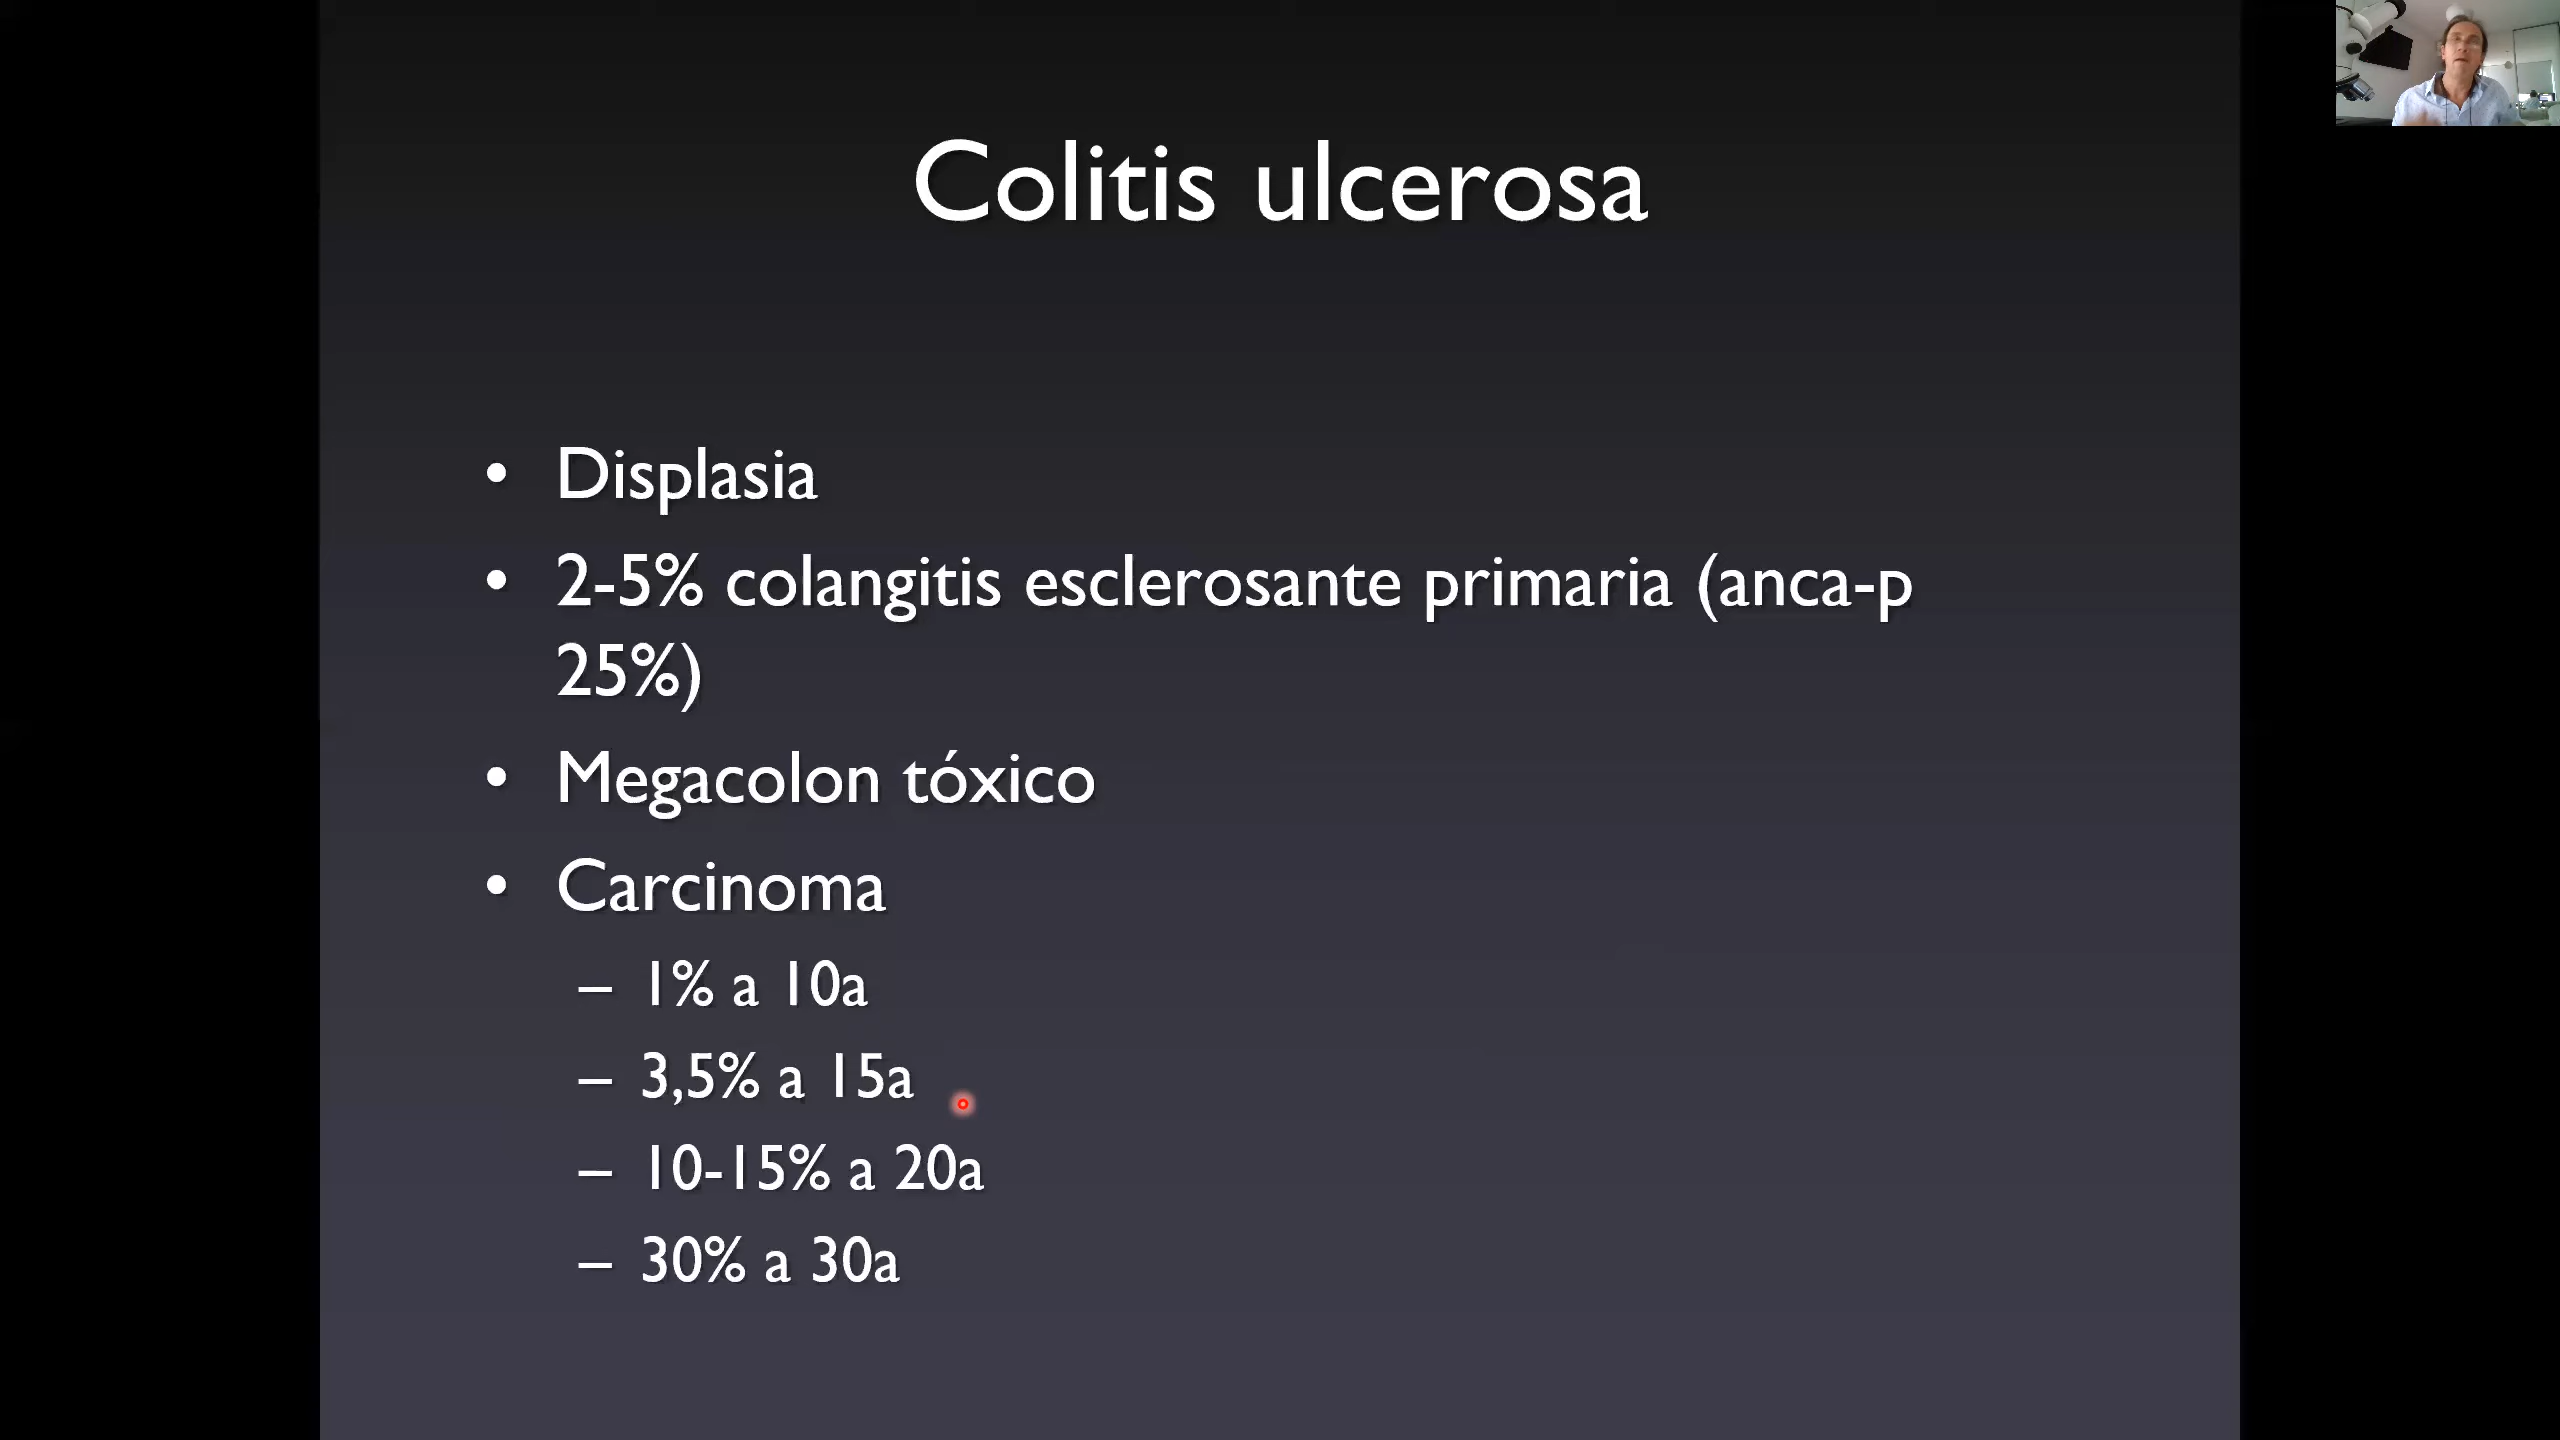 Colitis ulcerosa
• Displasia
• 2-5% colangitis esclerosante primaria (anca-p
25%)
• Megacolon tóxico
• Carcinoma
– 1% a 10a
– 3,5% a 15a
– 10-15% a 20a
– 30% a 30a